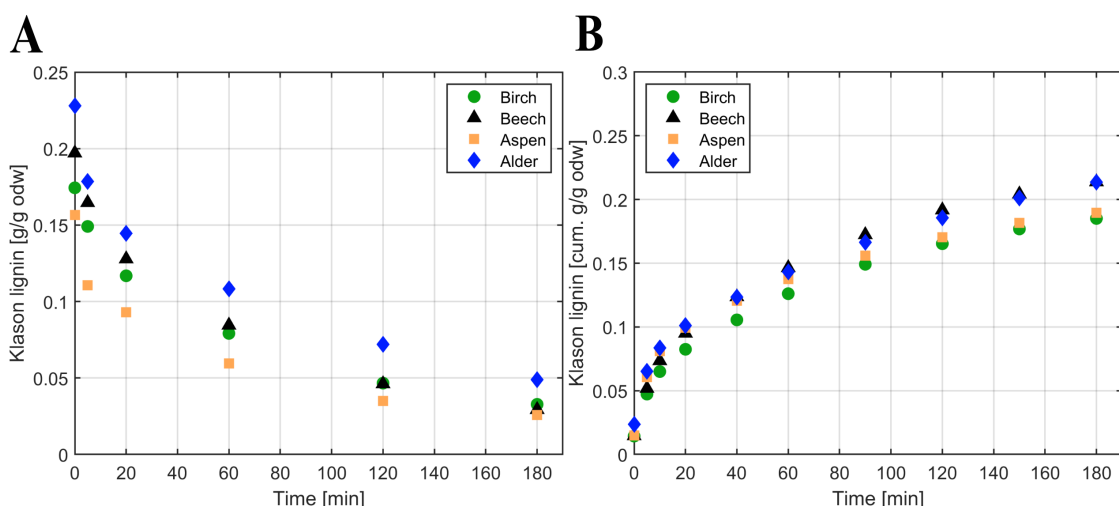 A
Klason lignin [g/g odw]
0.25
0.2
0.15
0.1
0.05
0
0 20 40 60 80 100 120 140 160 180
Time [min]
Birch
Beech
Aspen
Alder
B
Klason lignin [cum. g/g odw]
0.3
0.25
0.2
0.15
0.1
0.05
0
0 20 40 60 80 100 120 140 160 180
Time [min]
Birch
Beech
Aspen
Alder